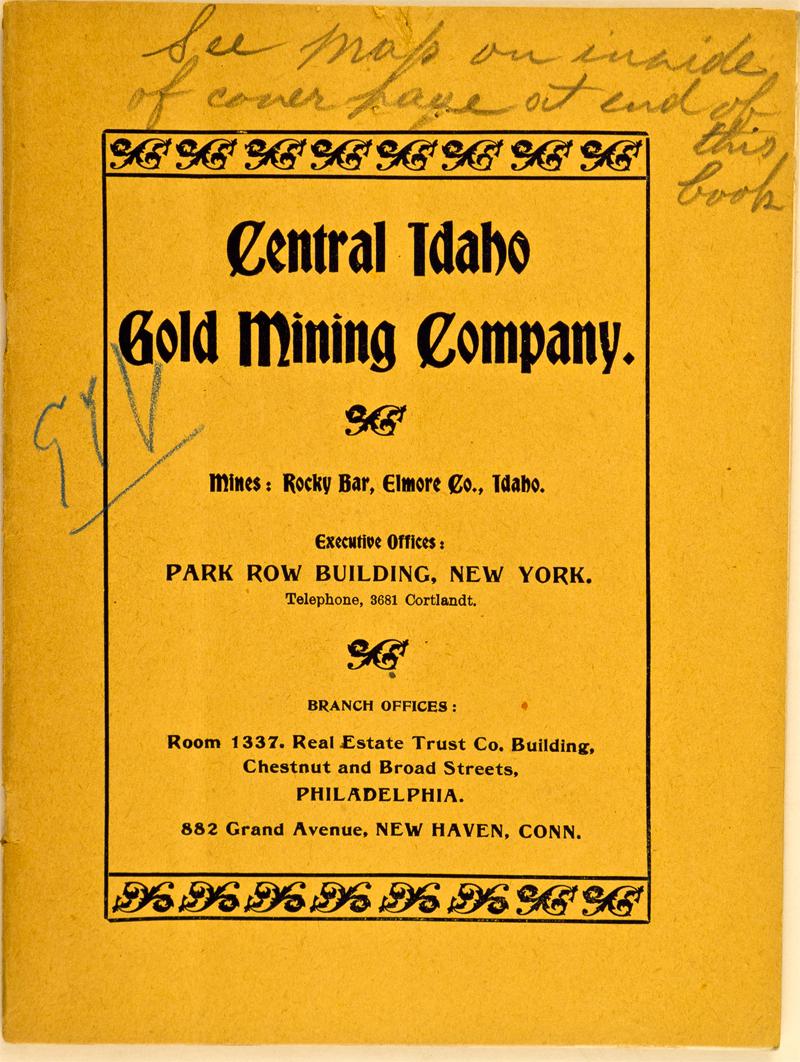 See map on inside
of cover page at end of
this
book
Central Idaho
Gold Mining Company.
Mines: Rocky Bar, Elmore Co., Idaho.
Executive Offices:
PARK ROW BUILDING, NEW YORK.
Telephone, 3681 Cortlandt.
BRANCH OFFICES:
Room 1337. Real Estate Trust Co. Building,
Chestnut and Broad Streets,
PHILADELPHIA.
882 Grand Avenue, NEW HAVEN, CONN.